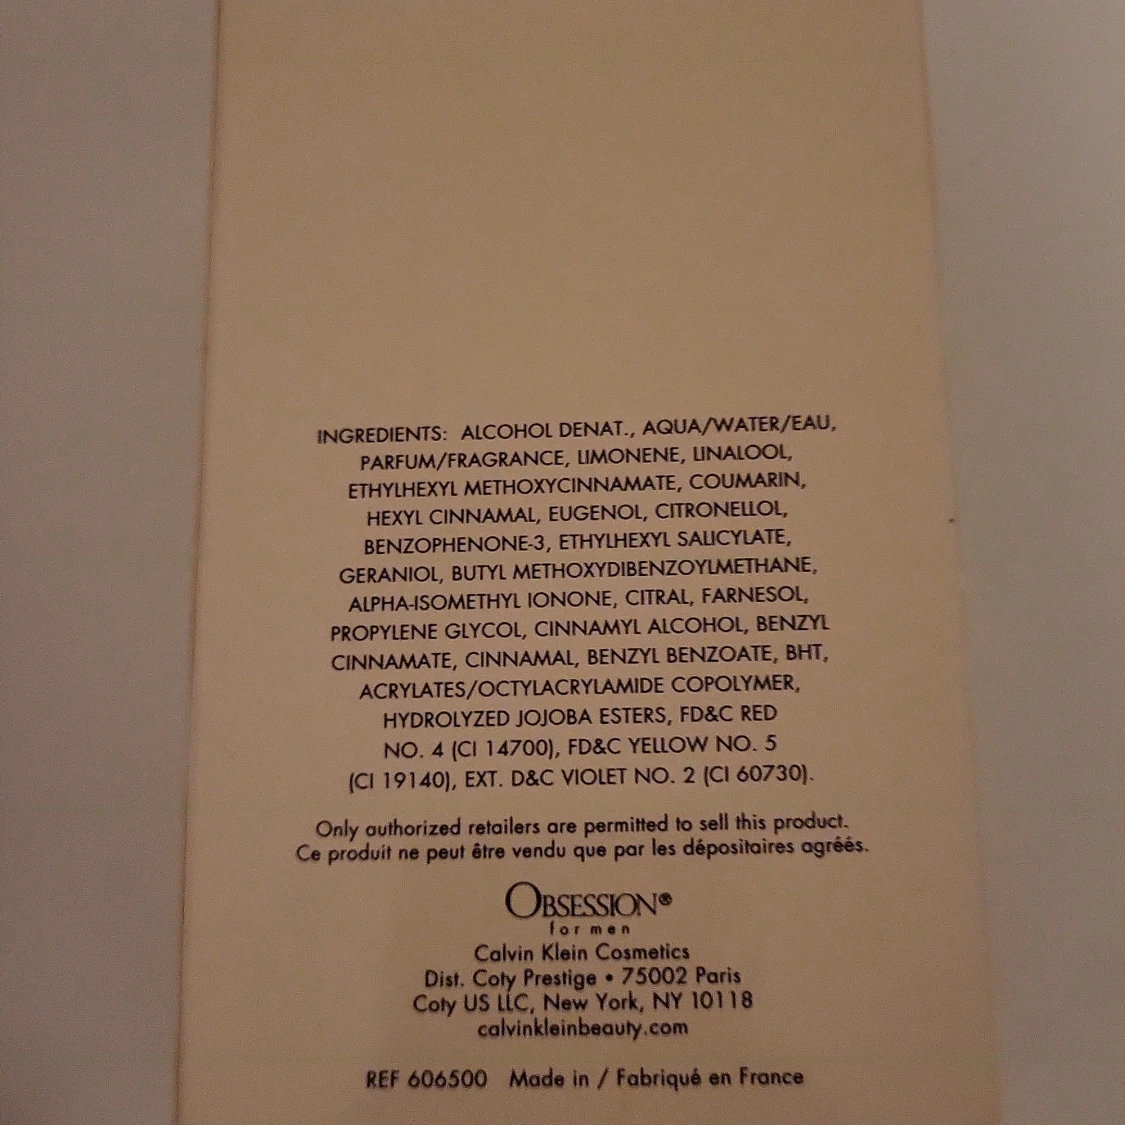 INGREDIENTS: ALCOHOL DENAT., AQUA/WATER/EAU,
PARFUM/FRAGRANCE, LIMONENE, LINALOOL,
ETHYLHEXYL METHOXYCINNAMATE, COUMARIN,
HEXYL CINNAMAL, EUGENOL, CITRONELLOL,
BENZOPHENONE-3, ETHYLHEXYL SALICYLATE,
GERANIOL, BUTYL METHOXYDIBENZOYLMETHANE,
ALPHA-ISOMETHYL IONONE, CITRAL, FARNESOL,
PROPYLENE GLYCOL, CINNAMYL ALCOHOL, BENZYL
CINNAMATE, CINNAMAL, BENZYL BENZOATE, BHT,
ACRYLATES/OCTYLACRYLAMIDE COPOLYMER,
HYDROLYZED JOJOBA ESTERS, FD&C RED
NO. 4 (CI 14700), FD&C YELLOW NO. 5
(CI 19140), EXT. D&C VIOLET NO. 2 (CI 60730).
Only authorized retailers are permitted to sell this product.
Ce produit ne peut être vendu que par les dépositaires agréés.
OBSESSION®
for men
Calvin Klein Cosmetics
Dist. Coty Prestige • 75002 Paris
Coty US LLC, New York, NY 10118
calvinkleinbeauty.com
REF 606500 Made in / Fabriqué en France